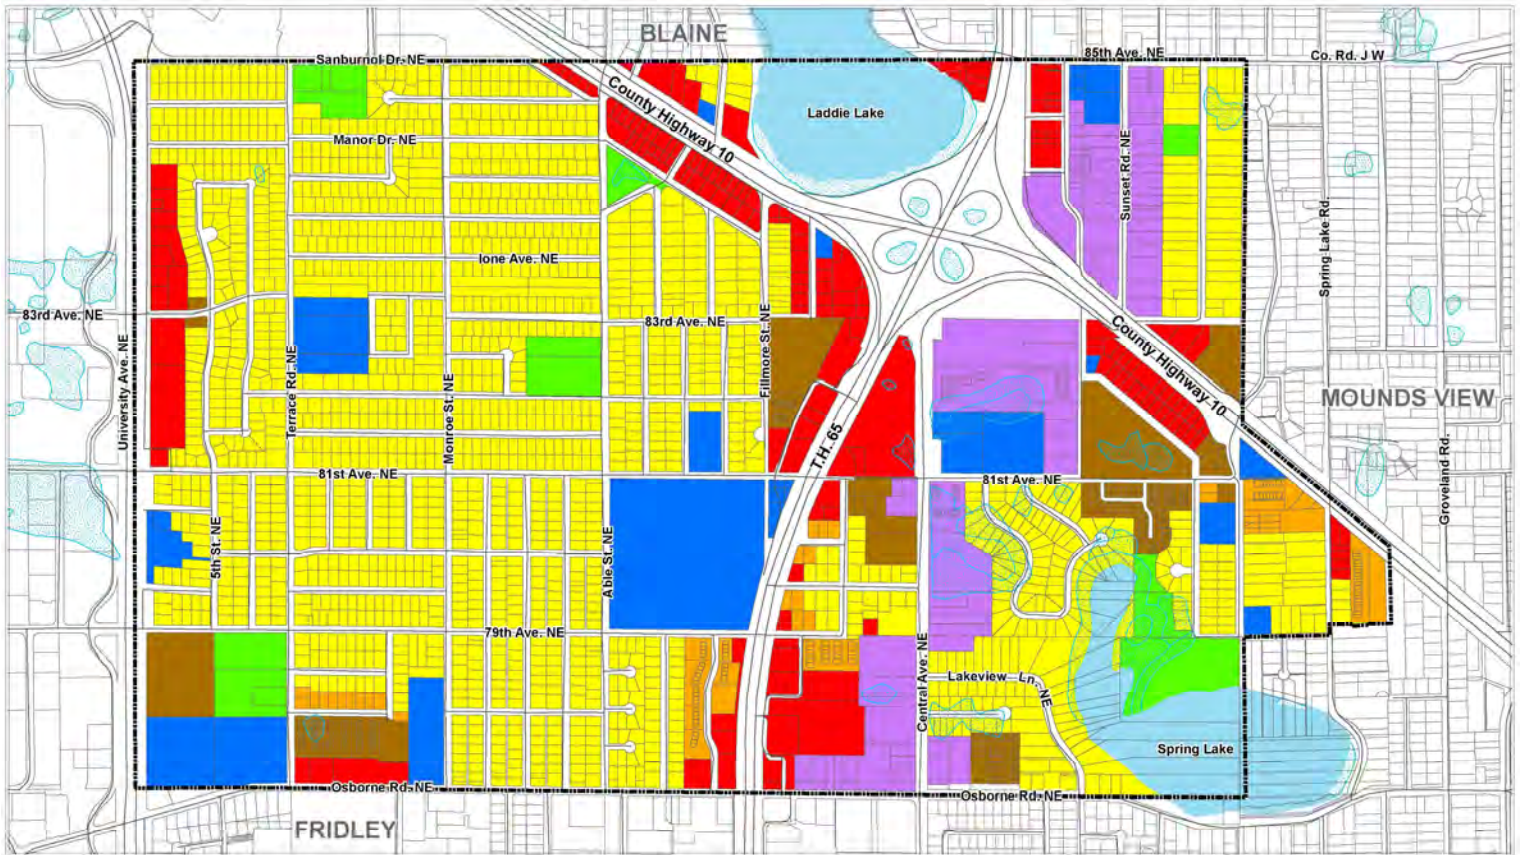 BLAINE
Sanburnol Dr. NE
85th Ave. NE
Co. Rd. J W
County Highway 10
Laddie Lake
Manor Dr. NE
Sunset Rd. NE
Spring Lake Rd.
Ione Ave. NE
83rd Ave. NE
83rd Ave. NE
Fillmore St. NE
County Highway 10
University Ave. NE
Terrace Rd. NE
Monroe St. NE
MOUNDS VIEW
T.H. 65
Groveland Rd.
81st Ave. NE
81st Ave. NE
5th St. NE
Able St. NE
79th Ave. NE
Central Ave. NE
Lakeview Ln. NE
Spring Lake
Osborne Rd. NE
Osborne Rd. NE
FRIDLEY